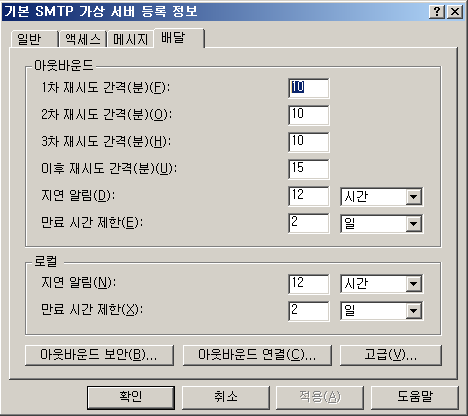 기본 SMTP 가상 서버 등록 정보
일반 액세스 메시지 배달
아웃바운드
1차 재시도 간격(분)(F): 10
2차 재시도 간격(분)(O): 10
3차 재시도 간격(분)(H): 10
이후 재시도 간격(분)(U): 15
지연 알림(D): 12 시간
만료 시간 제한(E): 2 일
로컬
지연 알림(N): 12 시간
만료 시간 제한(X): 2 일
아웃바운드 보안(B)... 아웃바운드 연결(C)... 고급(V)...
확인 취소 적용(A) 도움말